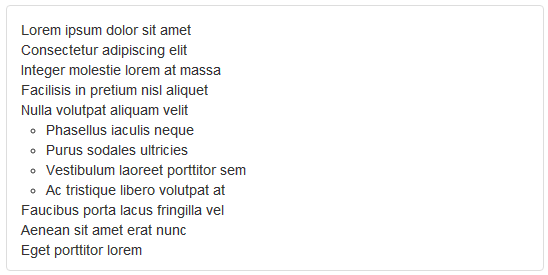 Lorem ipsum dolor sit amet
Consectetur adipiscing elit
Integer molestie lorem at massa
Facilisis in pretium nisl aliquet
Nulla volutpat aliquam velit
Phasellus iaculis neque
Purus sodales ultricies
Vestibulum laoreet porttitor sem
Ac tristique libero volutpat at
Faucibus porta lacus fringilla vel
Aenean sit amet erat nunc
Eget porttitor lorem